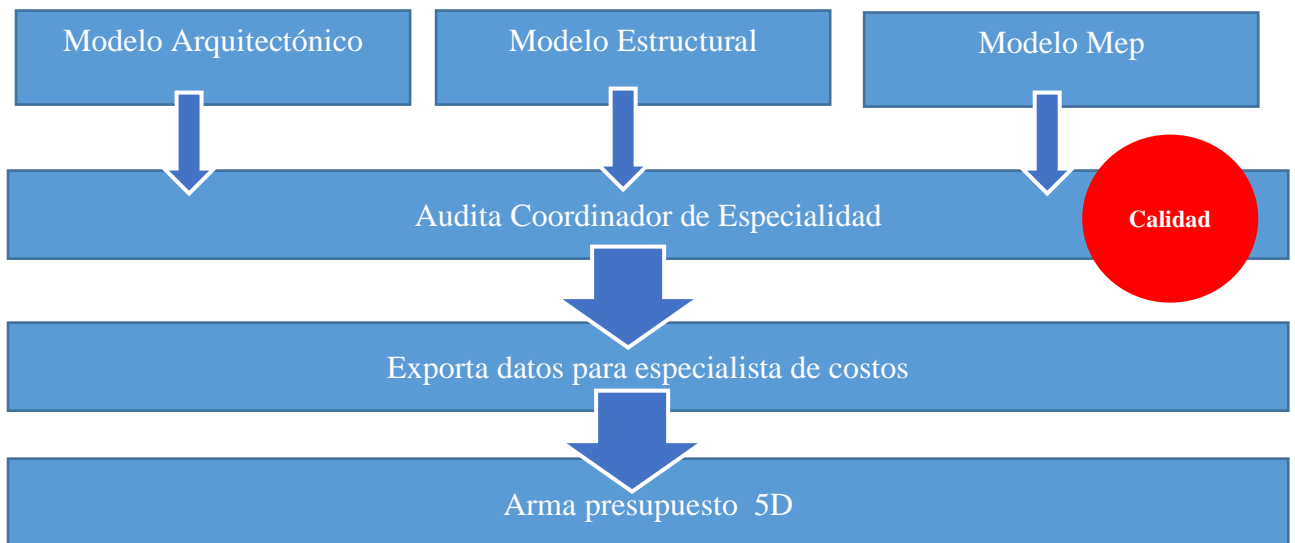 Modelo Arquitectónico
Modelo Estructural
Modelo Mep
Audita Coordinador de Especialidad
Calidad
Exporta datos para especialista de costos
Arma presupuesto 5D